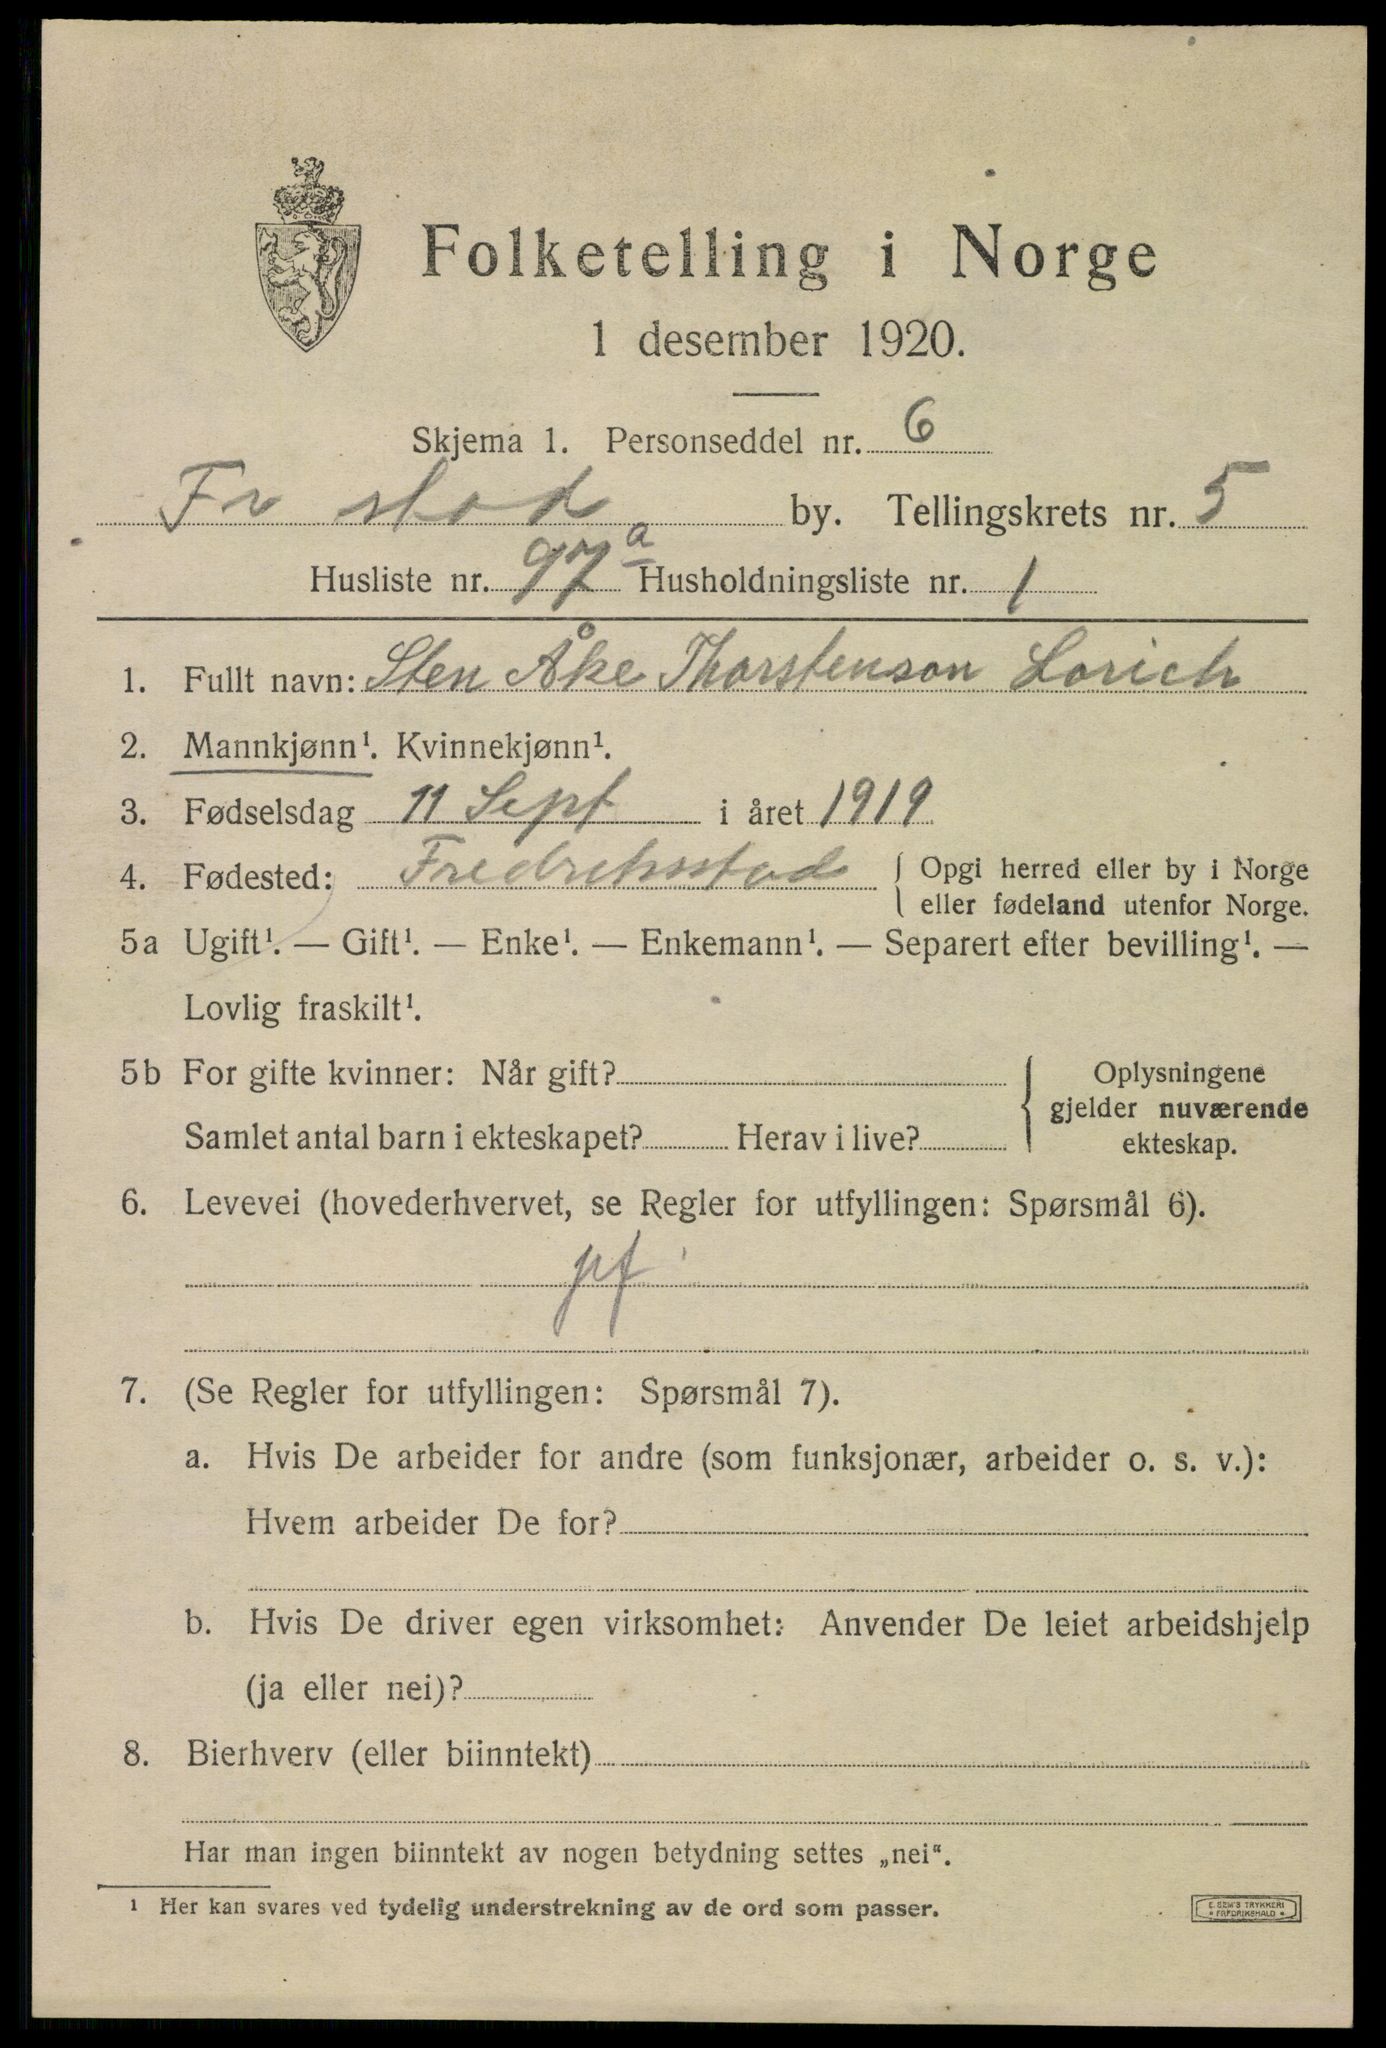 Folketelling i Norge
1 desember 1920.
Skjema 1. Personseddel nr. 6
Fr stad by. Tellingskrets nr. 5
Husliste nr. 97a Husholdningsliste nr. 1
1. Fullt navn: Sten Åke Thorstenson Lorich
2. Mannkjønn¹. Kvinnekjønn¹.
3. Fødselsdag 11 Sept i året 1919
4. Fødested: Fredriksstad { Opgi herred eller by i Norge
eller fødeland utenfor Norge.
5a Ugift¹. — Gift¹. — Enke¹. — Enkemann¹. — Separert efter bevilling¹. —
Lovlig fraskilt¹.
5b For gifte kvinner: Når gift?
Samlet antal barn i ekteskapet? Herav i live?
{ Oplysningene
gjelder nuværende
ekteskap.
6. Levevei (hovederhvervet, se Regler for utfyllingen: Spørsmål 6).
7. (Se Regler for utfyllingen: Spørsmål 7).
a. Hvis De arbeider for andre (som funksjonær, arbeider o. s. v.):
Hvem arbeider De for?
b. Hvis De driver egen virksomhet: Anvender De leiet arbeidshjelp
(ja eller nei)?
8. Bierhverv (eller biinntekt)
Har man ingen biinntekt av nogen betydning settes „nei“.
¹ Her kan svares ved tydelig understrekning av de ord som passer.
E. SEM'S TRYKKERI
* FREDRIKSHALD *